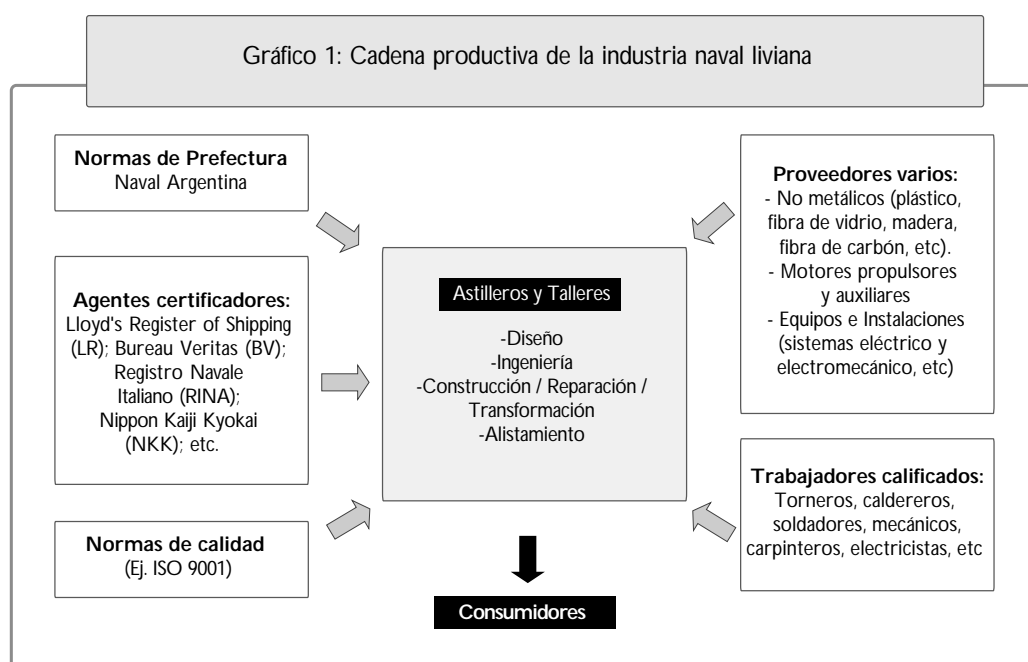 Gráfico 1: Cadena productiva de la industria naval liviana
Normas de Prefectura
Naval Argentina
Agentes certificadores:
Lloyd's Register of Shipping
(LR); Bureau Veritas (BV);
Registro Navale
Italiano (RINA);
Nippon Kaiji Kyokai
(NKK); etc.
Normas de calidad
(Ej. ISO 9001)
Astilleros y Talleres
-Diseño
-Ingeniería
-Construcción / Reparación /
Transformación
-Alistamiento
Consumidores
Proveedores varios:
- No metálicos (plástico,
fibra de vidrio, madera,
fibra de carbón, etc).
- Motores propulsores
y auxiliares
- Equipos e Instalaciones
(sistemas eléctrico y
electromecánico, etc)
Trabajadores calificados:
Torneros, caldereros,
soldadores, mecánicos,
carpinteros, electricistas, etc